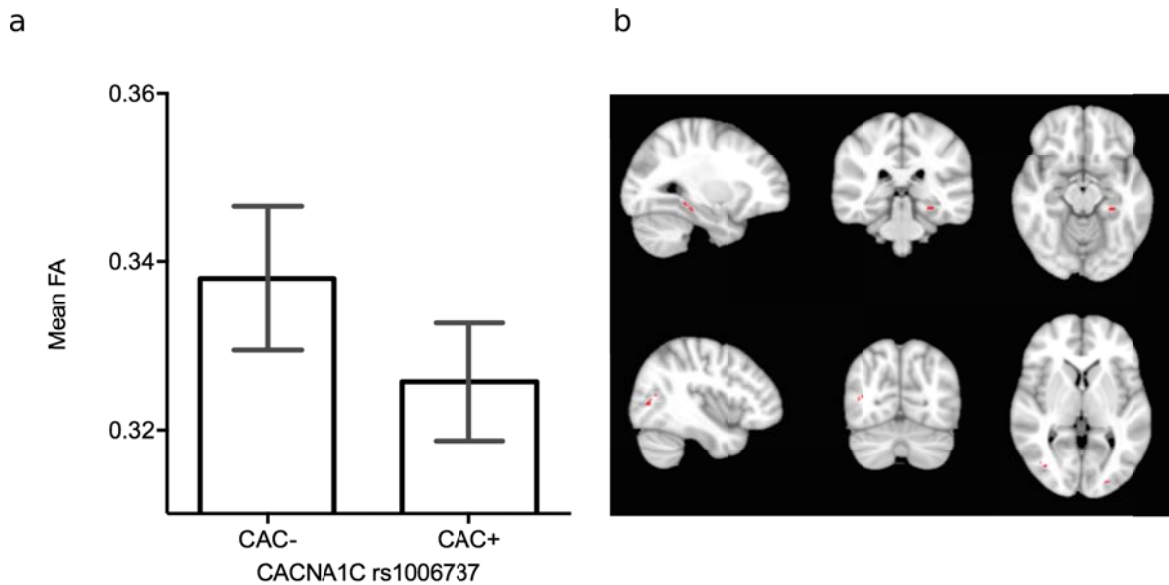 a
b
0.36
0.34
0.32
Mean FA
CAC-
CAC+
CACNA1C rs1006737